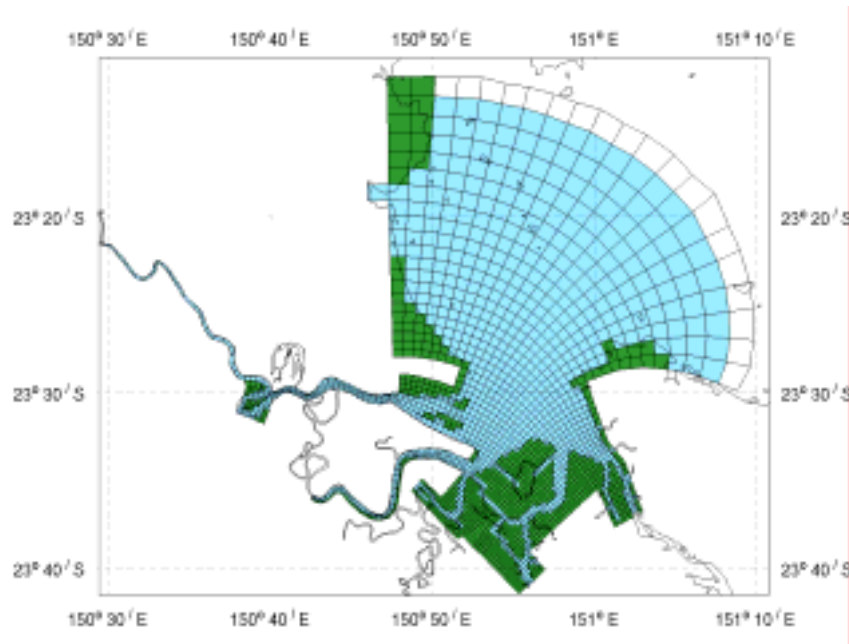 150° 30' E 150° 40' E 150° 50' E 151° E 151° 10' E
23° 20' S 23° 20' S
23° 30' S 23° 30' S
23° 40' S 23° 40' S
150° 30' E 150° 40' E 150° 50' E 151° E 151° 10' E